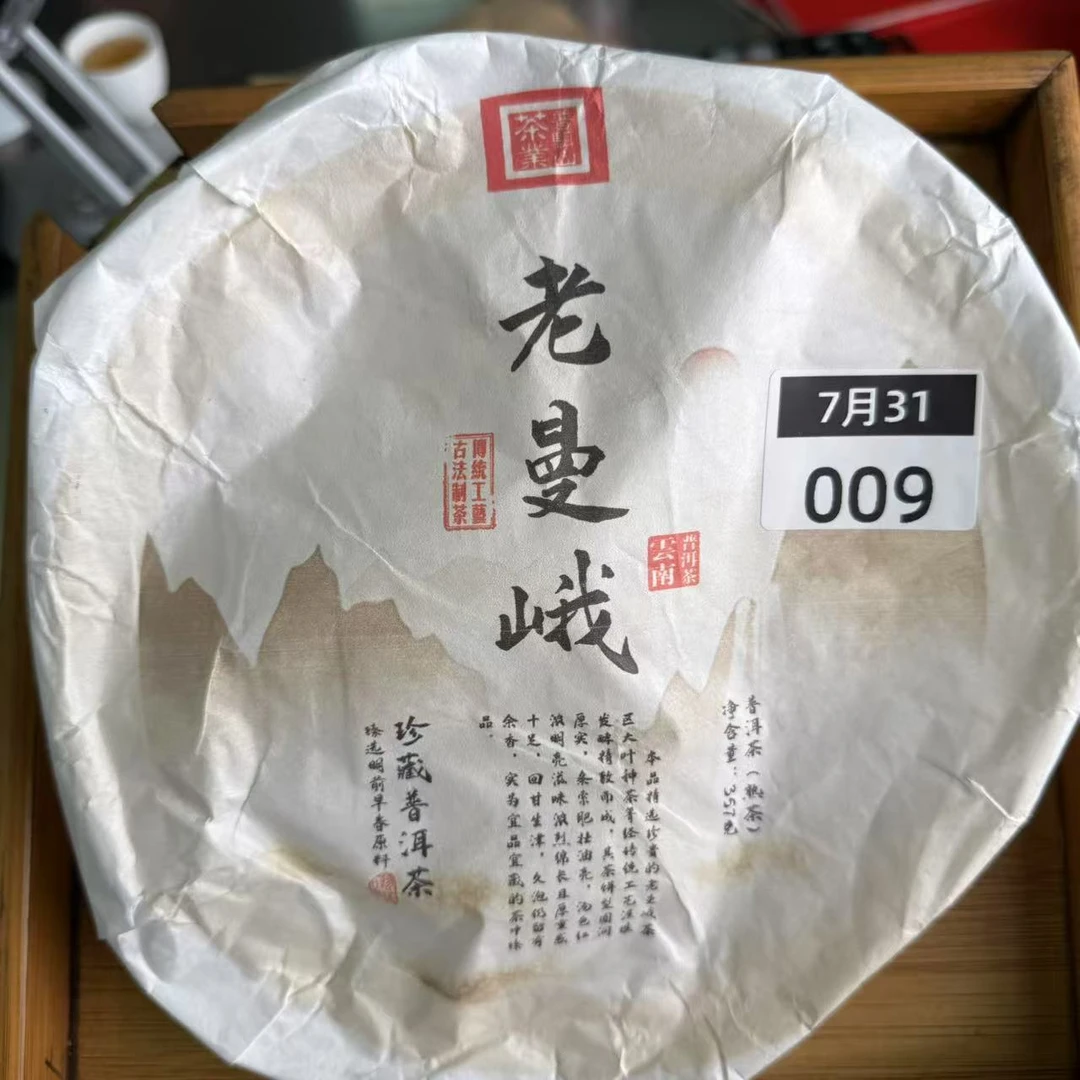 茶業
老曼峨
7月31
009
傳統工藝
古法制茶
普洱茶
雲南
普洱茶（熟茶）
净含量：357克
本品精选珍贵的老曼峨茶
区大叶种茶菁经传统工艺渥堆
发酵精致而成，其茶饼型圆润
厚实，条索肥壮油亮，汤色红
浓明亮滋味浓烈绵长且厚重感
十足，回甘生津，久泡仍留有
余香，实为宜品宜藏的茶中臻
品。
珍藏普洱茶
臻选明前早春原料